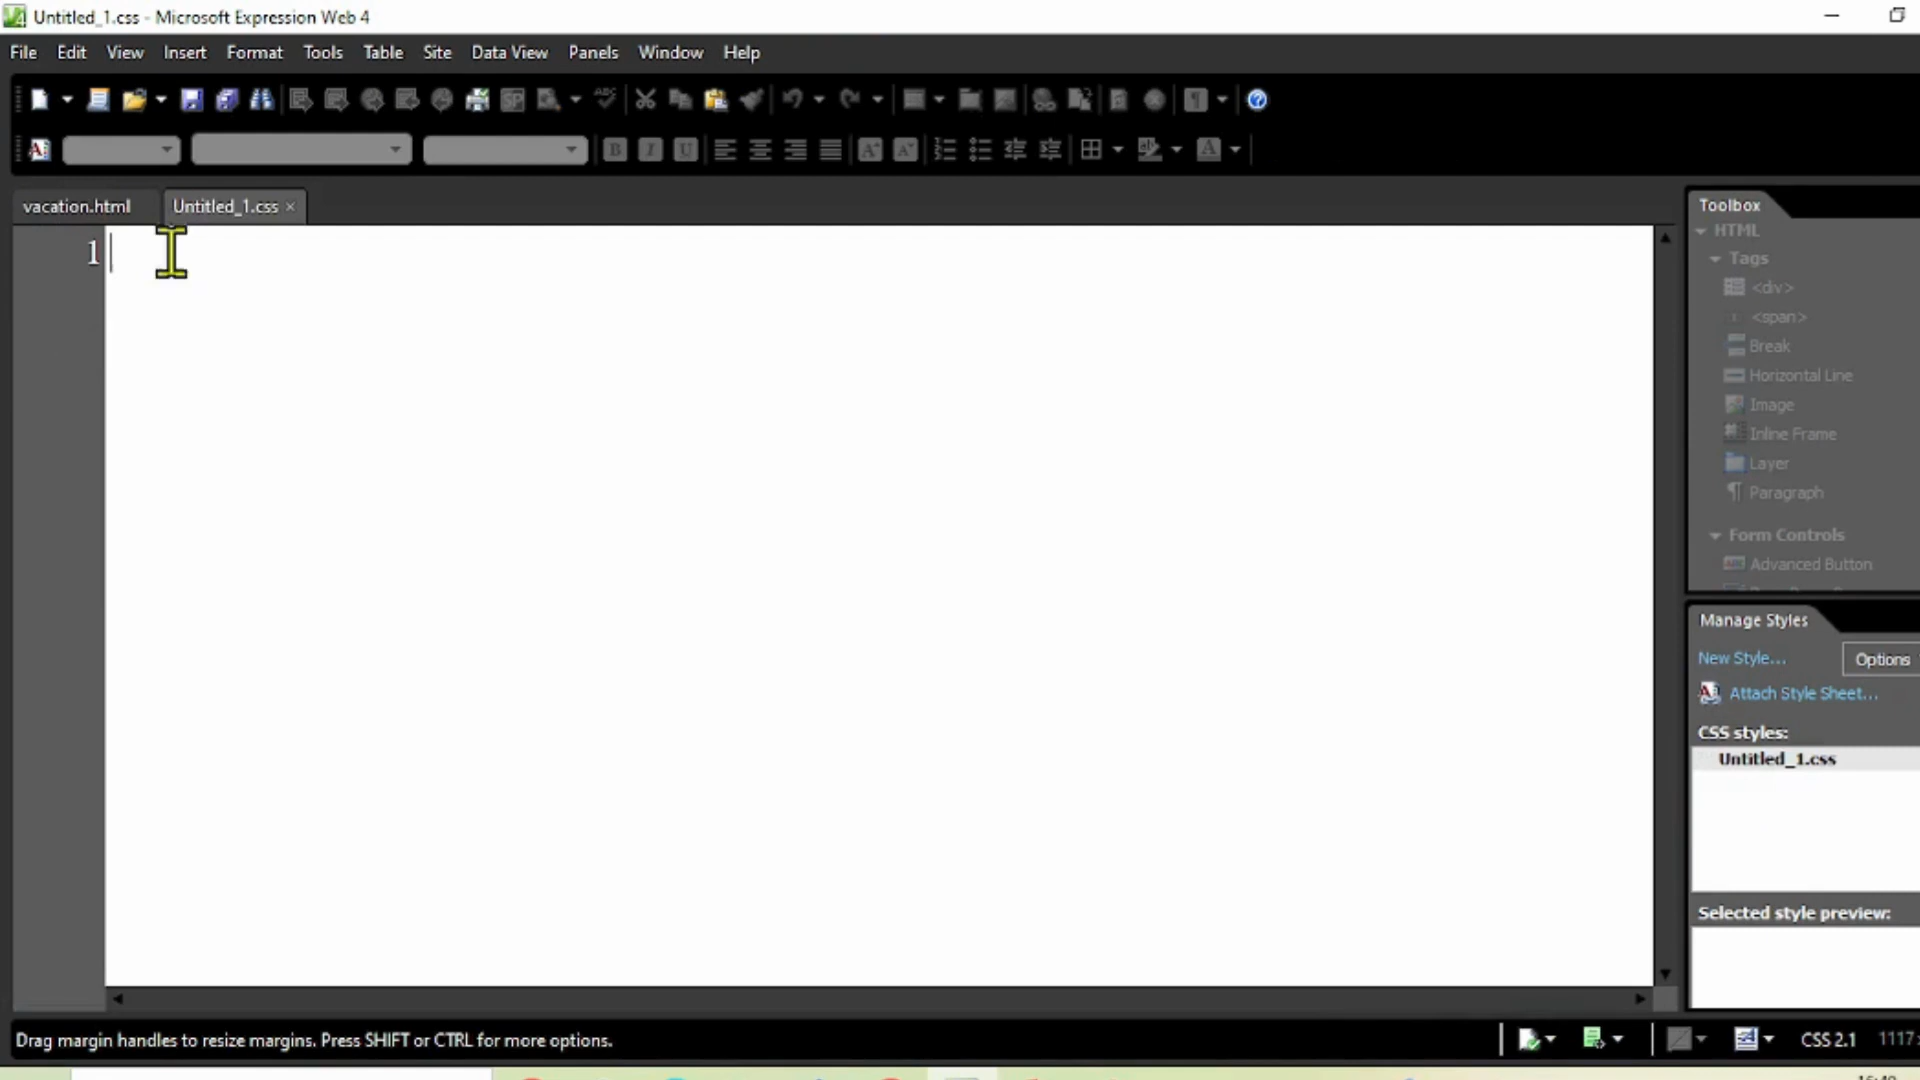 Untitled_1.css - Microsoft Expression Web 4
File Edit View Insert Format Tools Table Site Data View Panels Window Help
vacation.html Untitled_1.css ×
1
Toolbox
HTML
Tags
<div>
<span>
Break
Horizontal Line
Image
Inline Frame
Layer
Paragraph
Form Controls
Advanced Button
Manage Styles
New Style...
Options
Attach Style Sheet...
CSS styles:
Untitled_1.css
Selected style preview:
Drag margin handles to resize margins. Press SHIFT or CTRL for more options.
CSS 2.1 1117